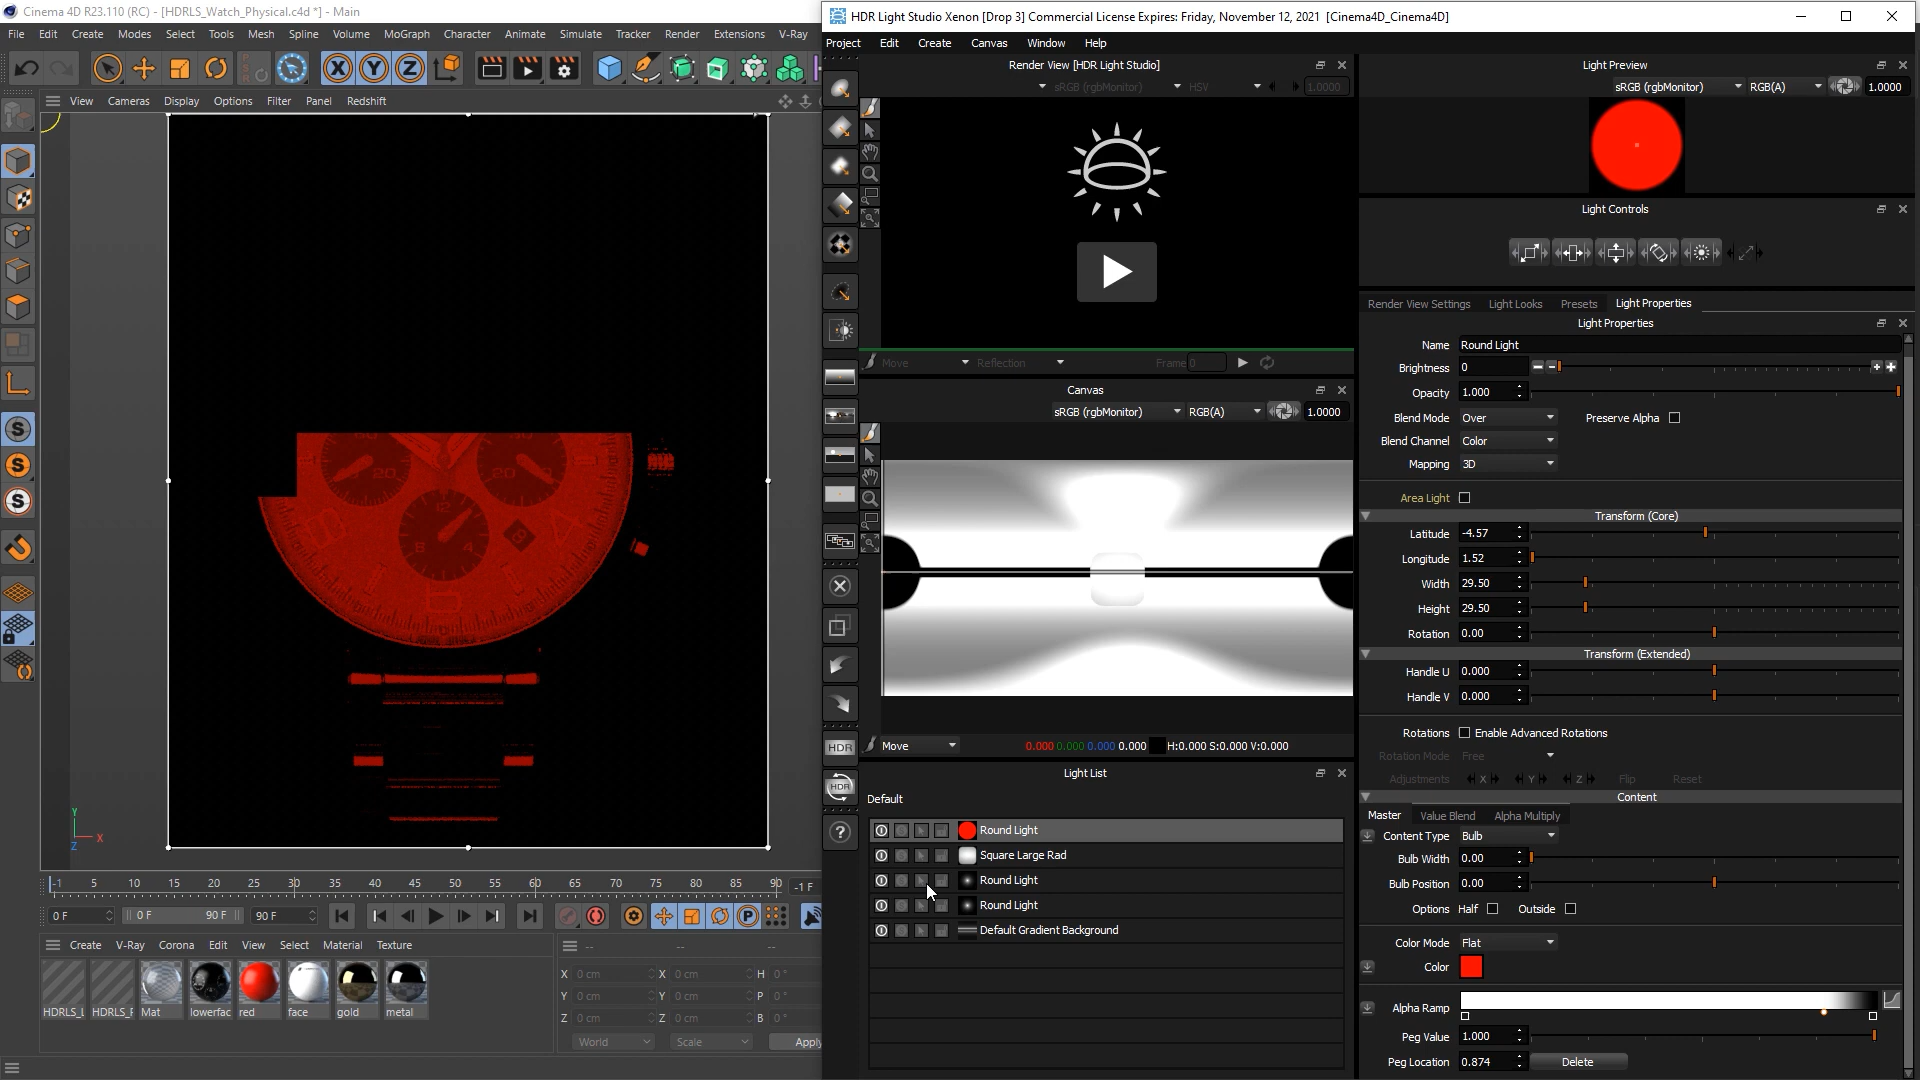 Cinema 4D R23.110 (RC) - [HDRLS_Watch_Physical.c4d *] - Main
File Edit Create Modes Select Tools Mesh Spline Volume MoGraph Character Animate Simulate Tracker Render Extensions V-Ray
View Cameras Display Options Filter Panel Redshift
-1 5 10 15 20 25 30 35 40 45 50 55 60 65 70 75 80 85 90 -1 F
0 F 0 F 90 F 90 F
Create V-Ray Corona Edit View Select Material Texture
HDRLS_L HDRLS_F Mat lowerfac red face gold metal
-- -- --
X 0 cm X 0 cm H 0 °
Y 0 cm Y 0 cm P 0 °
Z 0 cm Z 0 cm B 0 °
World Scale Apply
HDR Light Studio Xenon [Drop 3] Commercial License Expires: Friday, November 12, 2021 [Cinema4D_Cinema4D]
Project Edit Create Canvas Window Help
Render View [HDR Light Studio]
sRGB (rgbMonitor) HSV 1.0000
Move Reflection Frame 0
Canvas
sRGB (rgbMonitor) RGB(A) 1.0000
Move 0.000 0.000 0.000 0.000 H:0.000 S:0.000 V:0.000
HDR
HDR
Light List
Default
Round Light
Square Large Rad
Round Light
Round Light
Default Gradient Background
Light Preview
sRGB (rgbMonitor) RGB(A) 1.0000
Light Controls
Render View Settings Light Looks Presets Light Properties
Light Properties
Name Round Light
Brightness 0
Opacity 1.000
Blend Mode Over Preserve Alpha
Blend Channel Color
Mapping 3D
Area Light
Transform (Core)
Latitude -4.57
Longitude 1.52
Width 29.50
Height 29.50
Rotation 0.00
Transform (Extended)
Handle U 0.000
Handle V 0.000
Rotations Enable Advanced Rotations
Rotation Mode Free
Adjustments X Y Z Flip Reset
Content
Master Value Blend Alpha Multiply
Content Type Bulb
Bulb Width 0.00
Bulb Position 0.00
Options Half Outside
Color Mode Flat
Color
Alpha Ramp
Peg Value 1.000
Peg Location 0.874 Delete